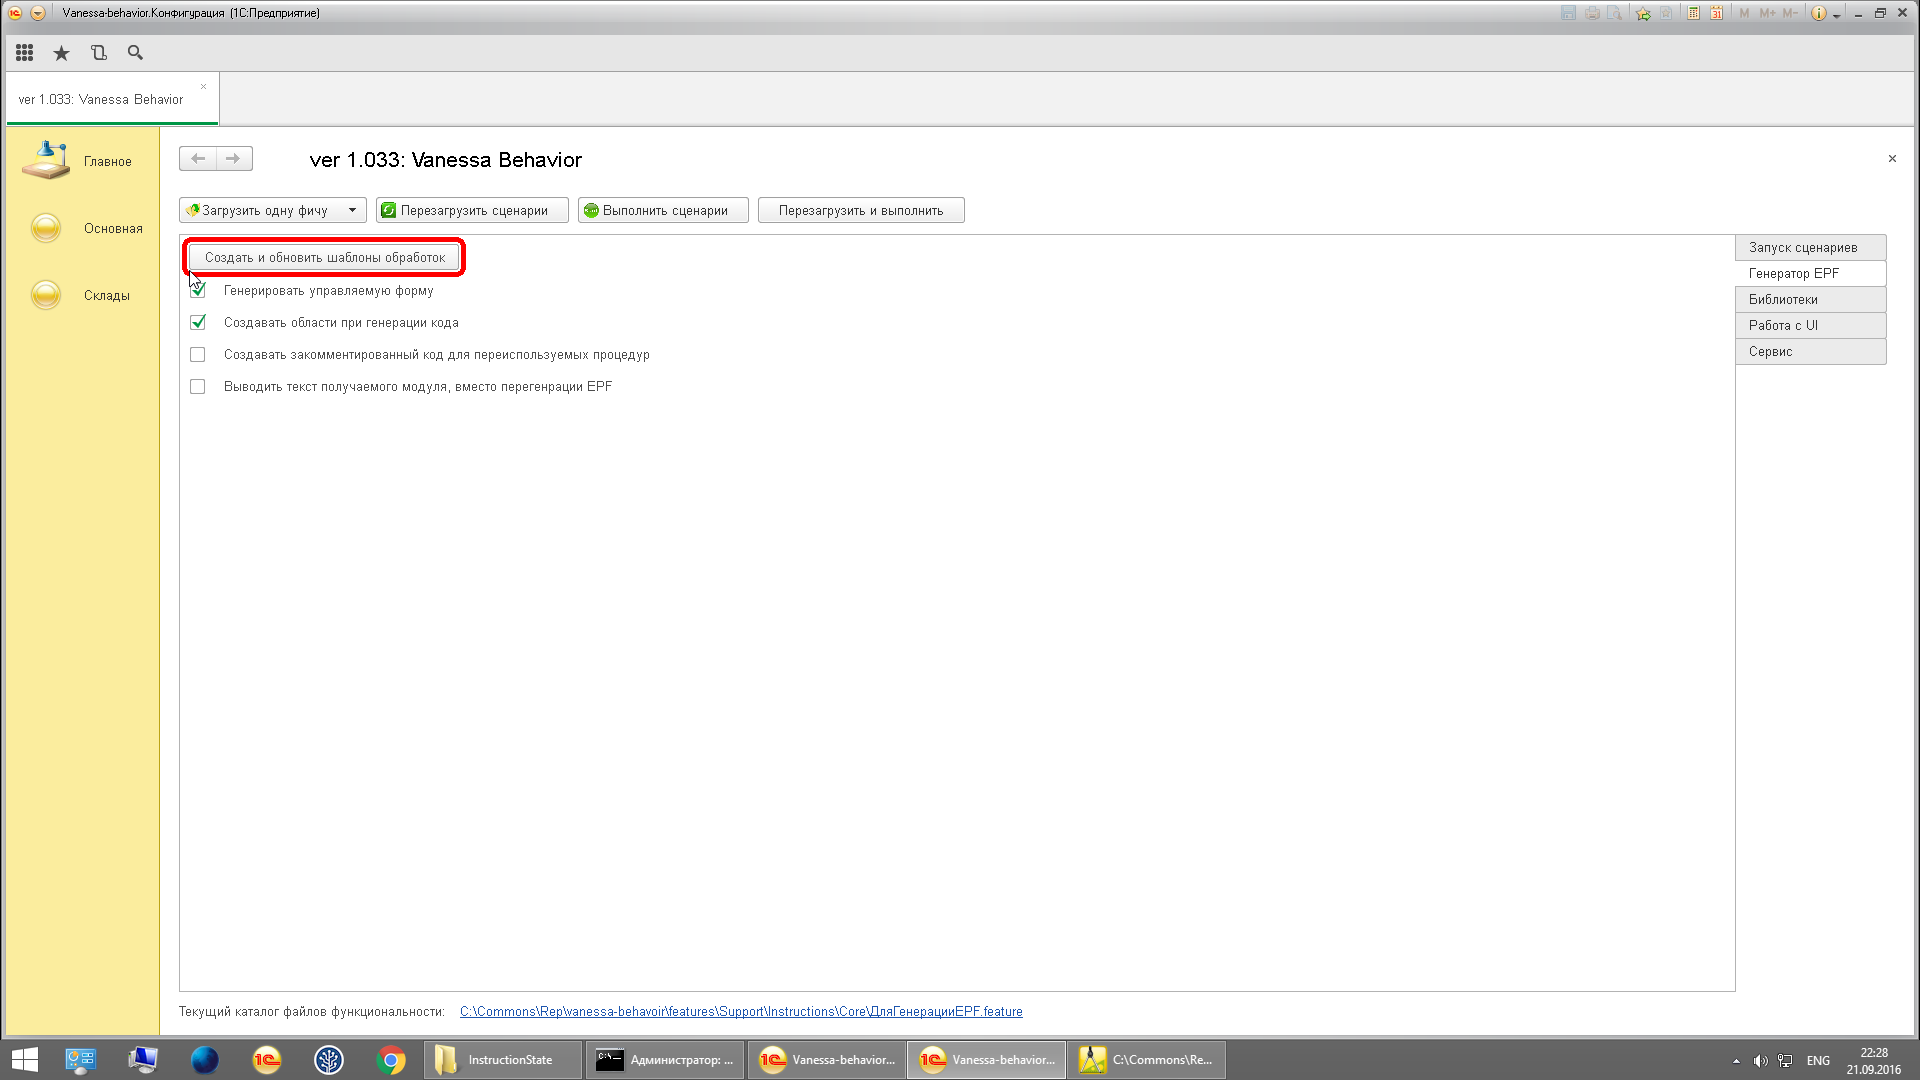 Vanessa-behavior.Конфигурация (1С:Предприятие)
M M+ M-
ver 1.033: Vanessa Behavior
Главное
Основная
Склады
ver 1.033: Vanessa Behavior
Загрузить одну фичу
Перезагрузить сценарии
Выполнить сценарии
Перезагрузить и выполнить
Создать и обновить шаблоны обработок
Генерировать управляемую форму
Создавать области при генерации кода
Создавать закомментированный код для переиспользуемых процедур
Выводить текст получаемого модуля, вместо перегенрации EPF
Запуск сценариев
Генератор EPF
Библиотеки
Работа с UI
Сервис
Текущий каталог файлов функциональности: C:\Commons\Rep\vanessa-behavoir\features\Support\Instructions\Core\ДляГенерацииEPF.feature
InstructionState
Администратор: ...
Vanessa-behavior...
Vanessa-behavior...
C:\Commons\Re...
ENG
22:28
21.09.2016